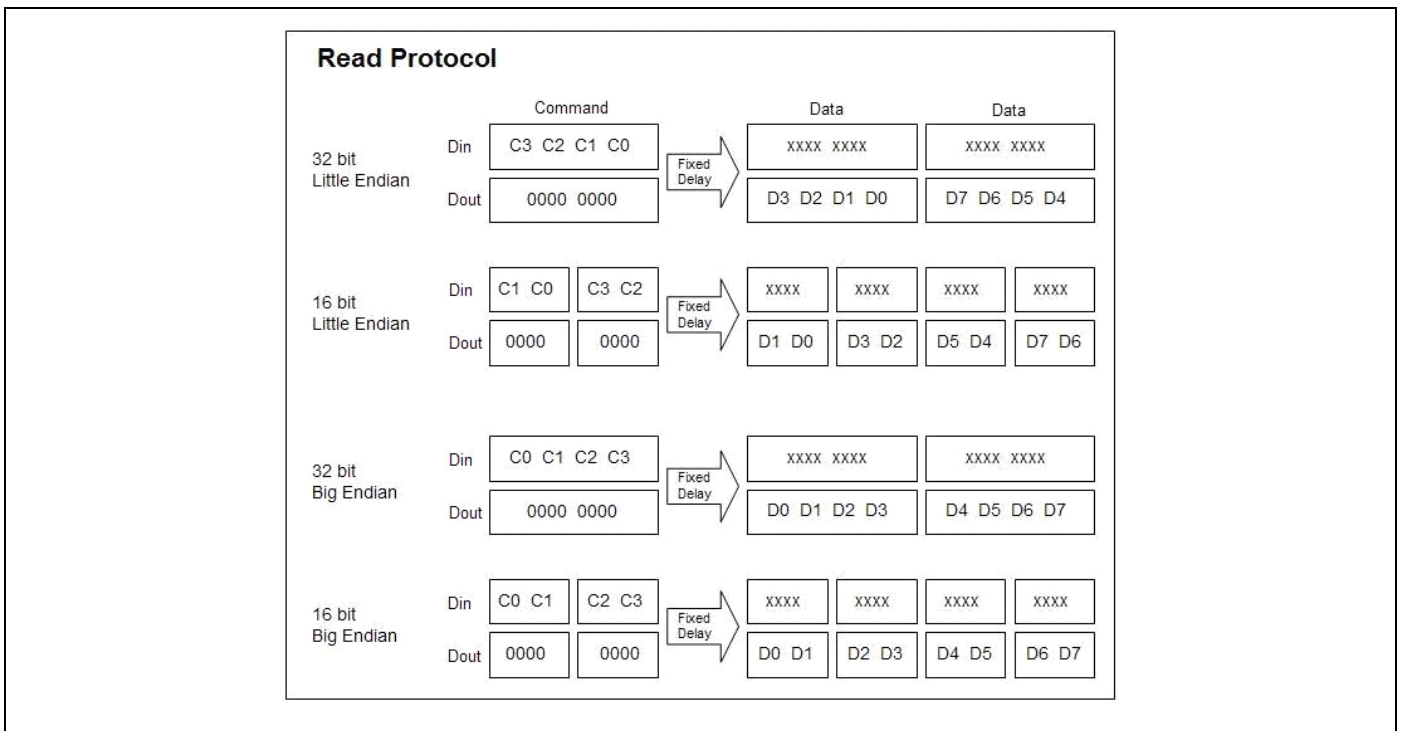 Read Protocol
Command Data Data
32 bit
Little Endian
Din C3 C2 C1 C0 Fixed Delay XXXX XXXX XXXX XXXX
Dout 0000 0000 D3 D2 D1 D0 D7 D6 D5 D4
16 bit
Little Endian
Din C1 C0 C3 C2 Fixed Delay XXXX XXXX XXXX XXXX
Dout 0000 0000 D1 D0 D3 D2 D5 D4 D7 D6
32 bit
Big Endian
Din C0 C1 C2 C3 Fixed Delay XXXX XXXX XXXX XXXX
Dout 0000 0000 D0 D1 D2 D3 D4 D5 D6 D7
16 bit
Big Endian
Din C0 C1 C2 C3 Fixed Delay XXXX XXXX XXXX XXXX
Dout 0000 0000 D0 D1 D2 D3 D4 D5 D6 D7